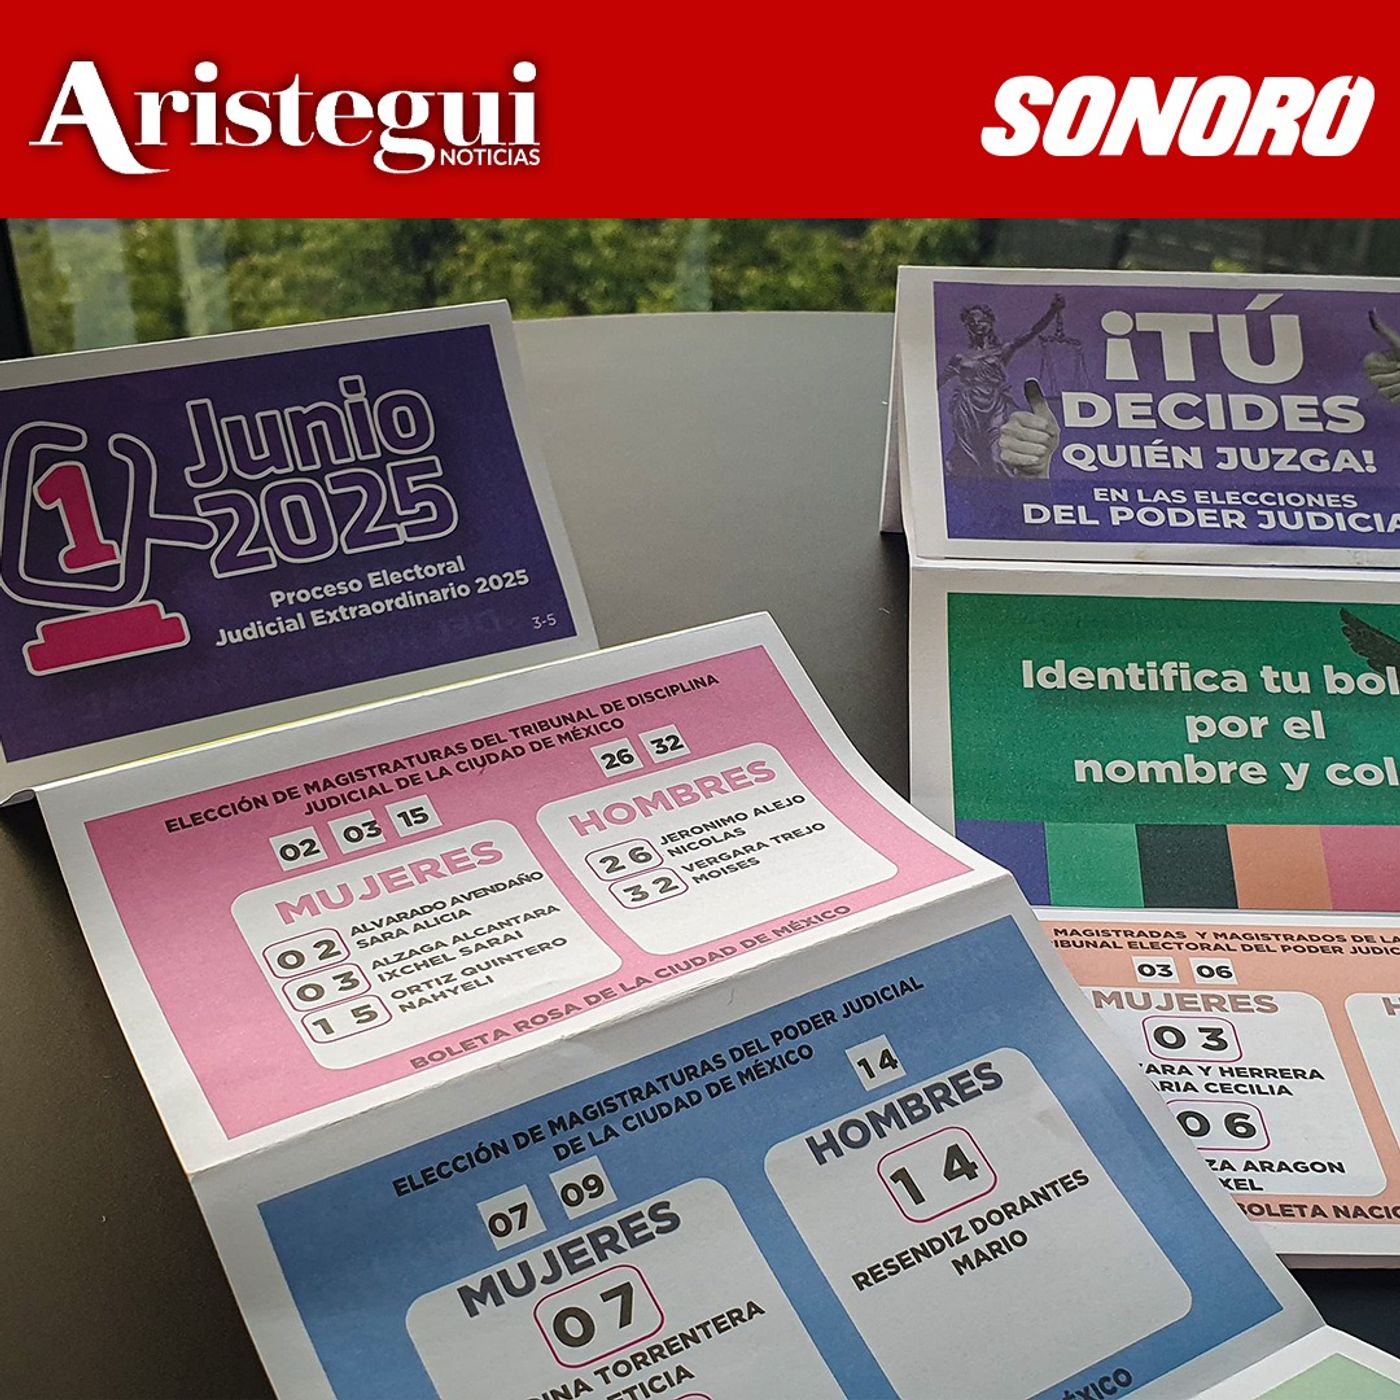 Aristegui
NOTICIAS
SONORO
1 Junio
2025
Proceso Electoral
Judicial Extraordinario 2025
3-5
ELECCIÓN DE MAGISTRATURAS DEL TRIBUNAL DE DISCIPLINA
JUDICIAL DE LA CIUDAD DE MÉXICO
02 03 15
MUJERES
02 ALVARADO AVENDAÑO
SARA ALICIA
03 ALZAGA ALCANTARA
IXCHEL SARAI
15 ORTIZ QUINTERO
NAHYELI
26 32
HOMBRES
26 JERONIMO ALEJO
NICOLAS
32 VERGARA TREJO
MOISES
BOLETA ROSA DE LA CIUDAD DE MÉXICO
ELECCIÓN DE MAGISTRATURAS DEL PODER JUDICIAL
DE LA CIUDAD DE MÉXICO
07 09
MUJERES
07
TORRENTERA
14
HOMBRES
14
RESENDIZ DORANTES
MARIO
¡TÚ
DECIDES
QUIÉN JUZGA!
EN LAS ELECCIONES
DEL PODER JUDICIA
Identifica tu bol
por el
nombre y col
MAGISTRADAS Y MAGISTRADOS DE LA
IBUNAL ELECTORAL DEL PODER JUDIC
03 06
MUJERES
03
ARA Y HERRERA
RIA CECILIA
06
ZA ARAGON
XEL
BOLETA NACIO